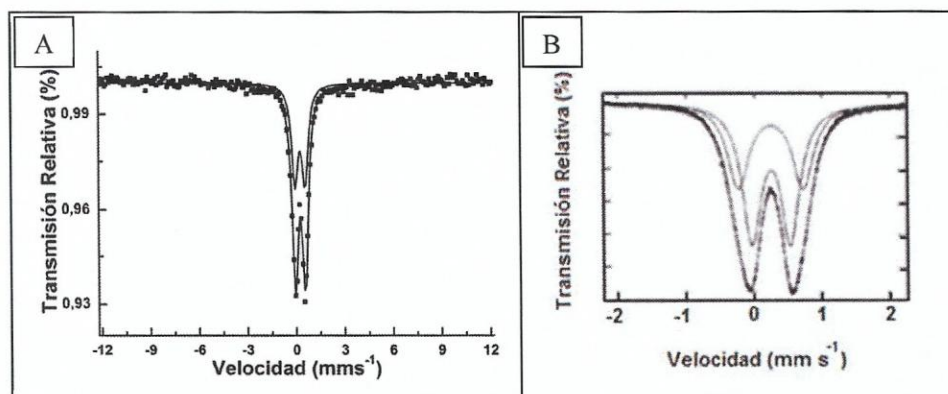 A
Transmisión Relativa (%)
0,99
0,96
0,93
-12 -9 -6 -3 0 3 6 9 12
Velocidad (mms-1)
B
Transmisión Relativa (%)
-2 -1 0 1 2
Velocidad (mm s-1)